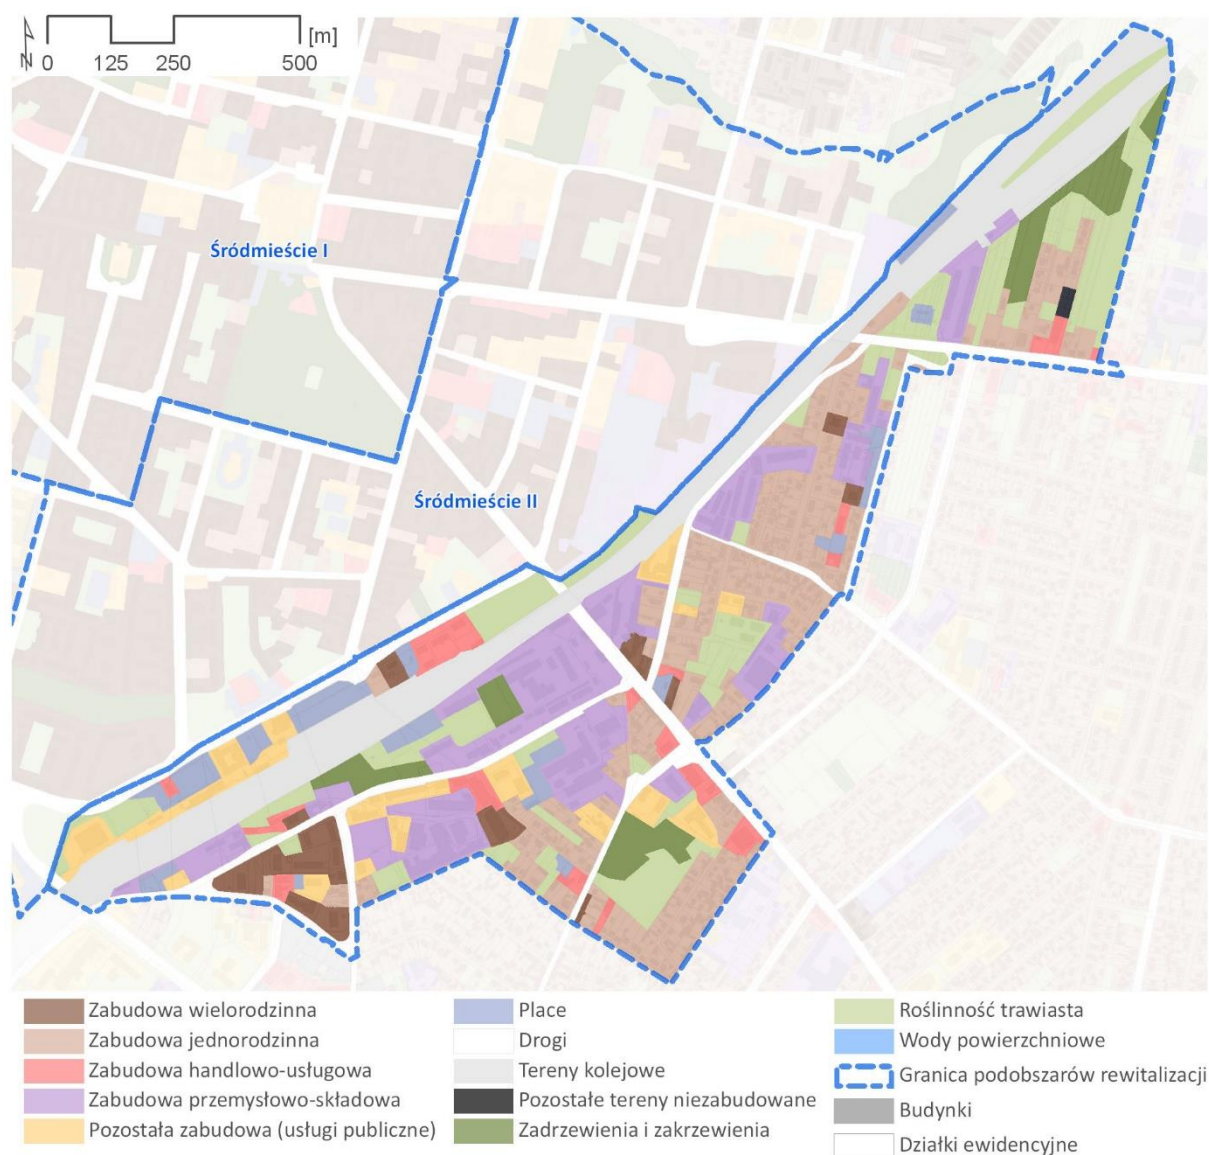 [m]
N 0 125 250 500
Śródmieście I
Śródmieście II
Zabudowa wielorodzinna
Zabudowa jednorodzinna
Zabudowa handlowo-usługowa
Zabudowa przemysłowo-składowa
Pozostała zabudowa (usługi publiczne)
Place
Drogi
Tereny kolejowe
Pozostałe tereny niezabudowane
Zadrzewienia i zakrzewienia
Roślinność trawiasta
Wody powierzchniowe
Granica podobszarów rewitalizacji
Budynki
Działki ewidencyjne